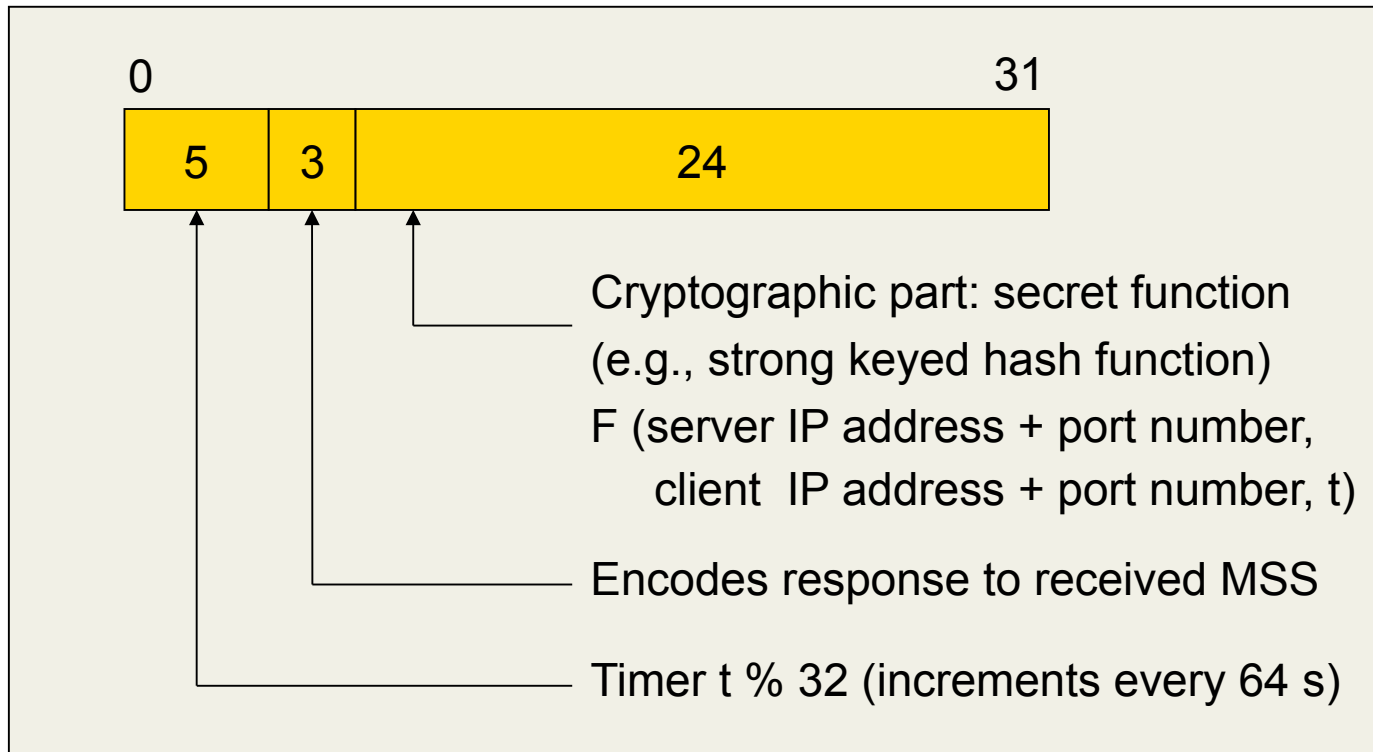 0 31
5 3 24
Cryptographic part: secret function
(e.g., strong keyed hash function)
F (server IP address + port number,
client IP address + port number, t)
Encodes response to received MSS
Timer t % 32 (increments every 64 s)